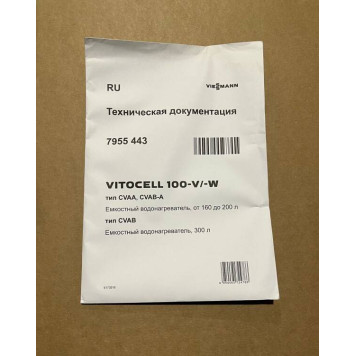 RU
VIESMANN
Техническая документация
7955 443
VITOCELL 100-V/-W
тип CVAA, CVAB-A
Емкостный водонагреватель, от 160 до 200 л
тип CVAB
Емкостный водонагреватель, 300 л